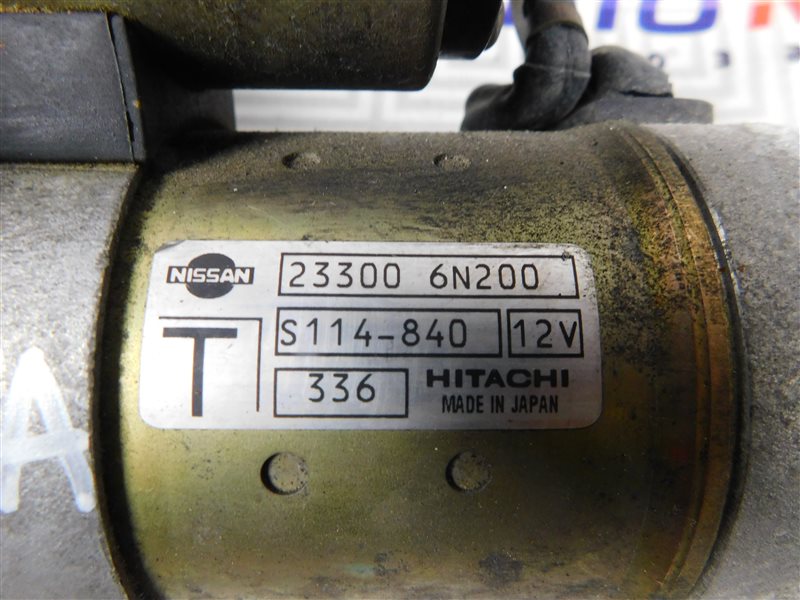 NISSAN 23300 6N200
T S114-840 12V
336 HITACHI
MADE IN JAPAN
A